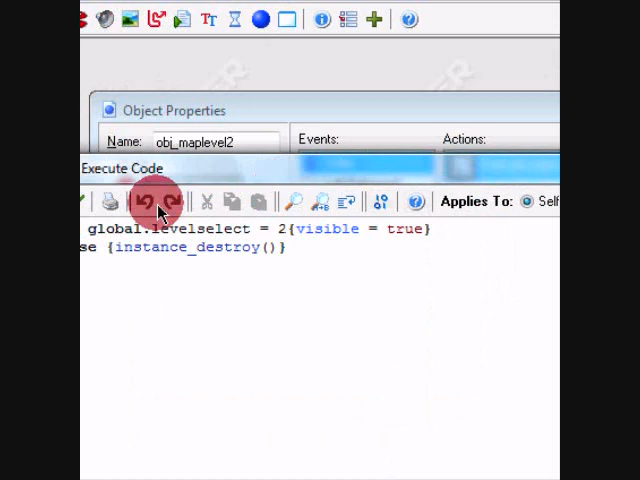 Object Properties
Name: obj_maplevel2 Events: Actions:
Execute Code
Applies To: Self
global.levelselect = 2{visible = true}
se {instance_destroy()}